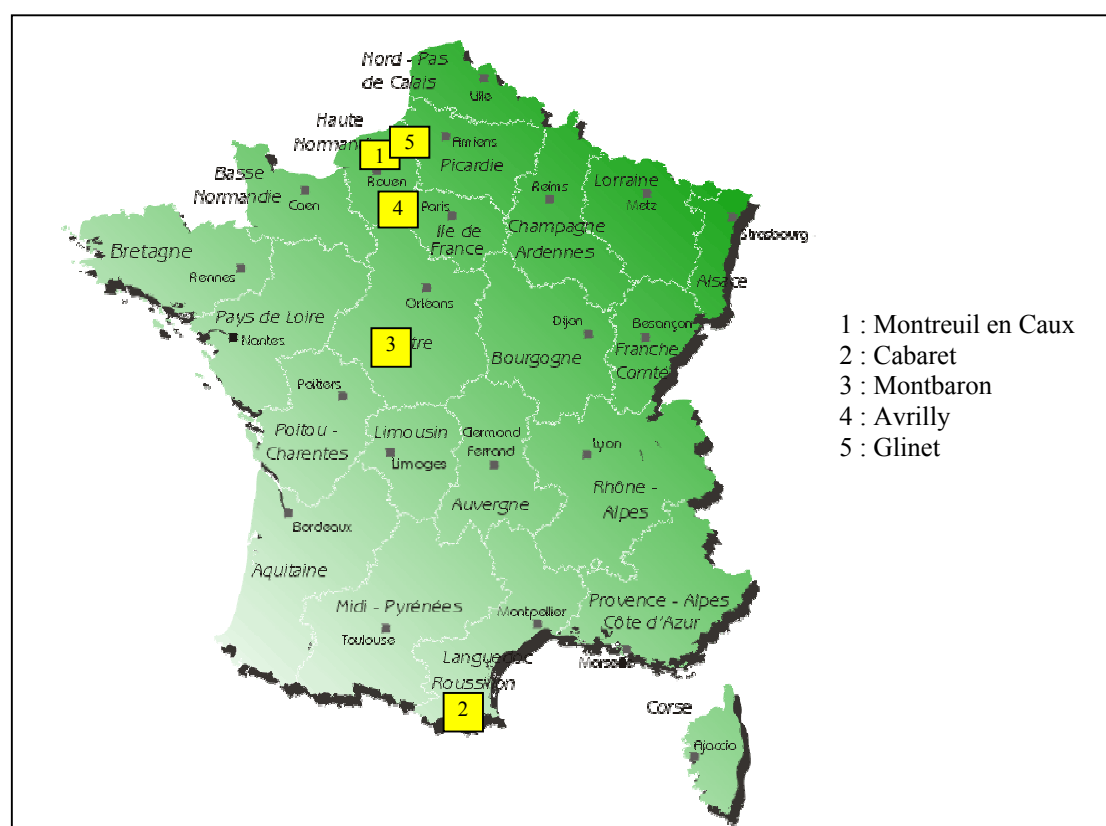 Nord - Pas
de Calais
Lille
Haute
Normand
5
1
Amiens
Picardie
Rouen
Basse
Normandie
Caen
4
Paris
Ile de
France
Reims
Champagne
Ardennes
Lorraine
Metz
Strasbourg
Alsace
Bretagne
Rennes
Orléans
Pays de Loire
Nantes
3
tre
Dijon
Bourgogne
Besançon
Franche
Comté
Poitiers
Poitou -
Charentes
Limousin
Limoges
Clermond
Ferrand
Auvergne
Lyon
Rhône -
Alpes
Bordeaux
Aquitaine
Midi - Pyrénées
Toulouse
Montpellier
Provence - Alpes
Côte d'Azur
Marseille
Languedoc
Roussillon
2
Corse
Ajaccio
1 : Montreuil en Caux
2 : Cabaret
3 : Montbaron
4 : Avrilly
5 : Glinet